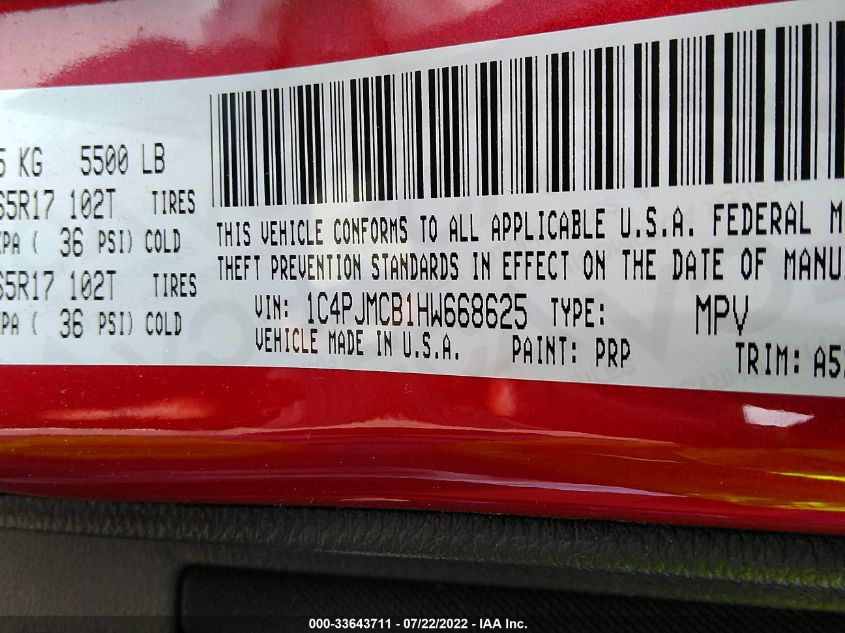 5 KG 5500 LB
65R17 102T TIRES
KPA ( 36 PSI) COLD
65R17 102T TIRES
KPA ( 36 PSI) COLD
THIS VEHICLE CONFORMS TO ALL APPLICABLE U.S.A. FEDERAL M
THEFT PREVENTION STANDARDS IN EFFECT ON THE DATE OF MANU
VIN: 1C4PJMCB1HW668625 TYPE: MPV
VEHICLE MADE IN U.S.A. PAINT: PRP TRIM: A5
000-33643711 - 07/22/2022 - IAA Inc.